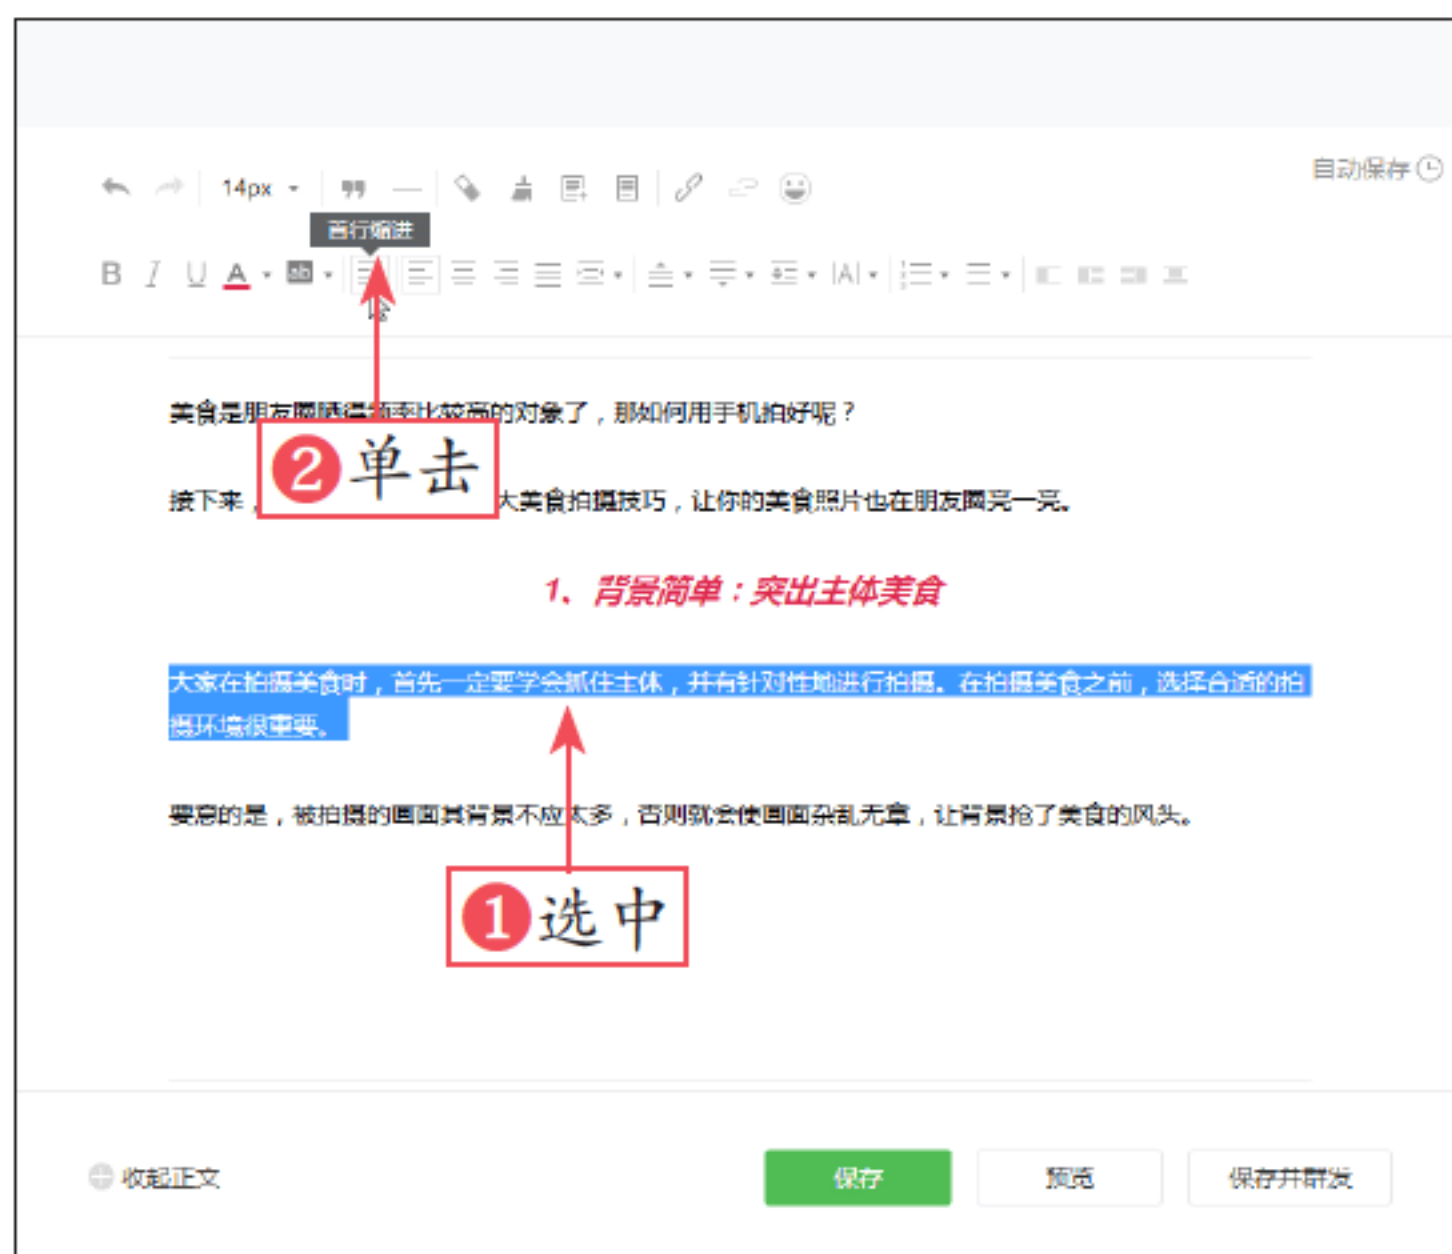 自动保存
14px
首行缩进
B I U A ab |A|
美食是朋友圈晒得频率比较高的对象了，那如何用手机拍好呢？
❷单击
接下来， 大美食拍摄技巧，让你的美食照片也在朋友圈亮一亮。
1、背景简单：突出主体美食
大家在拍摄美食时，首先一定要学会抓住主体，并有针对性地进行拍摄。在拍摄美食之前，选择合适的拍
摄环境很重要。
要意的是，被拍摄的画面其背景不应太多，否则就会使画面杂乱无章，让背景抢了美食的风头。
❶选中
收起正文
保存 预览 保存并群发